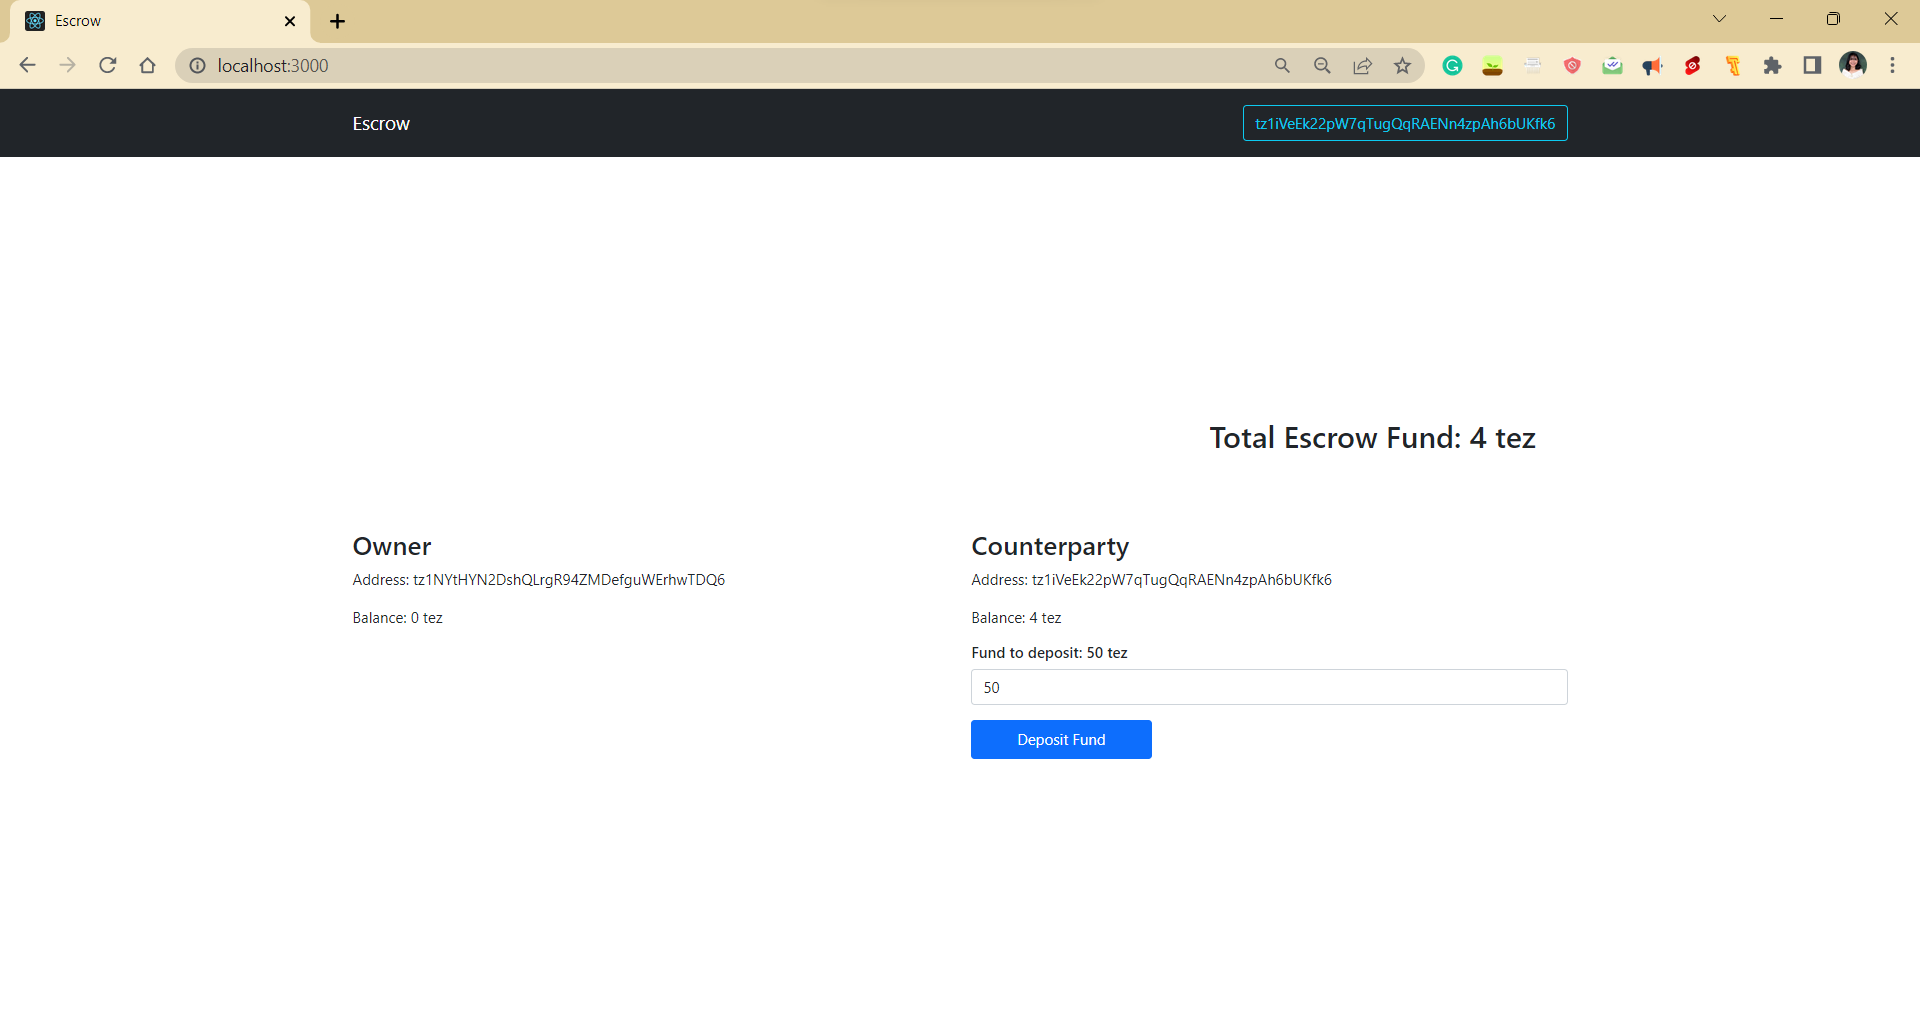 Escrow
localhost:3000
Escrow
tz1iVeEk22pW7qTugQqRAENn4zpAh6bUKfk6
Total Escrow Fund: 4 tez
Owner
Address: tz1NYtHYN2DshQLrgR94ZMDefguWErhwTDQ6
Balance: 0 tez
Counterparty
Address: tz1iVeEk22pW7qTugQqRAENn4zpAh6bUKfk6
Balance: 4 tez
Fund to deposit: 50 tez
50
Deposit Fund